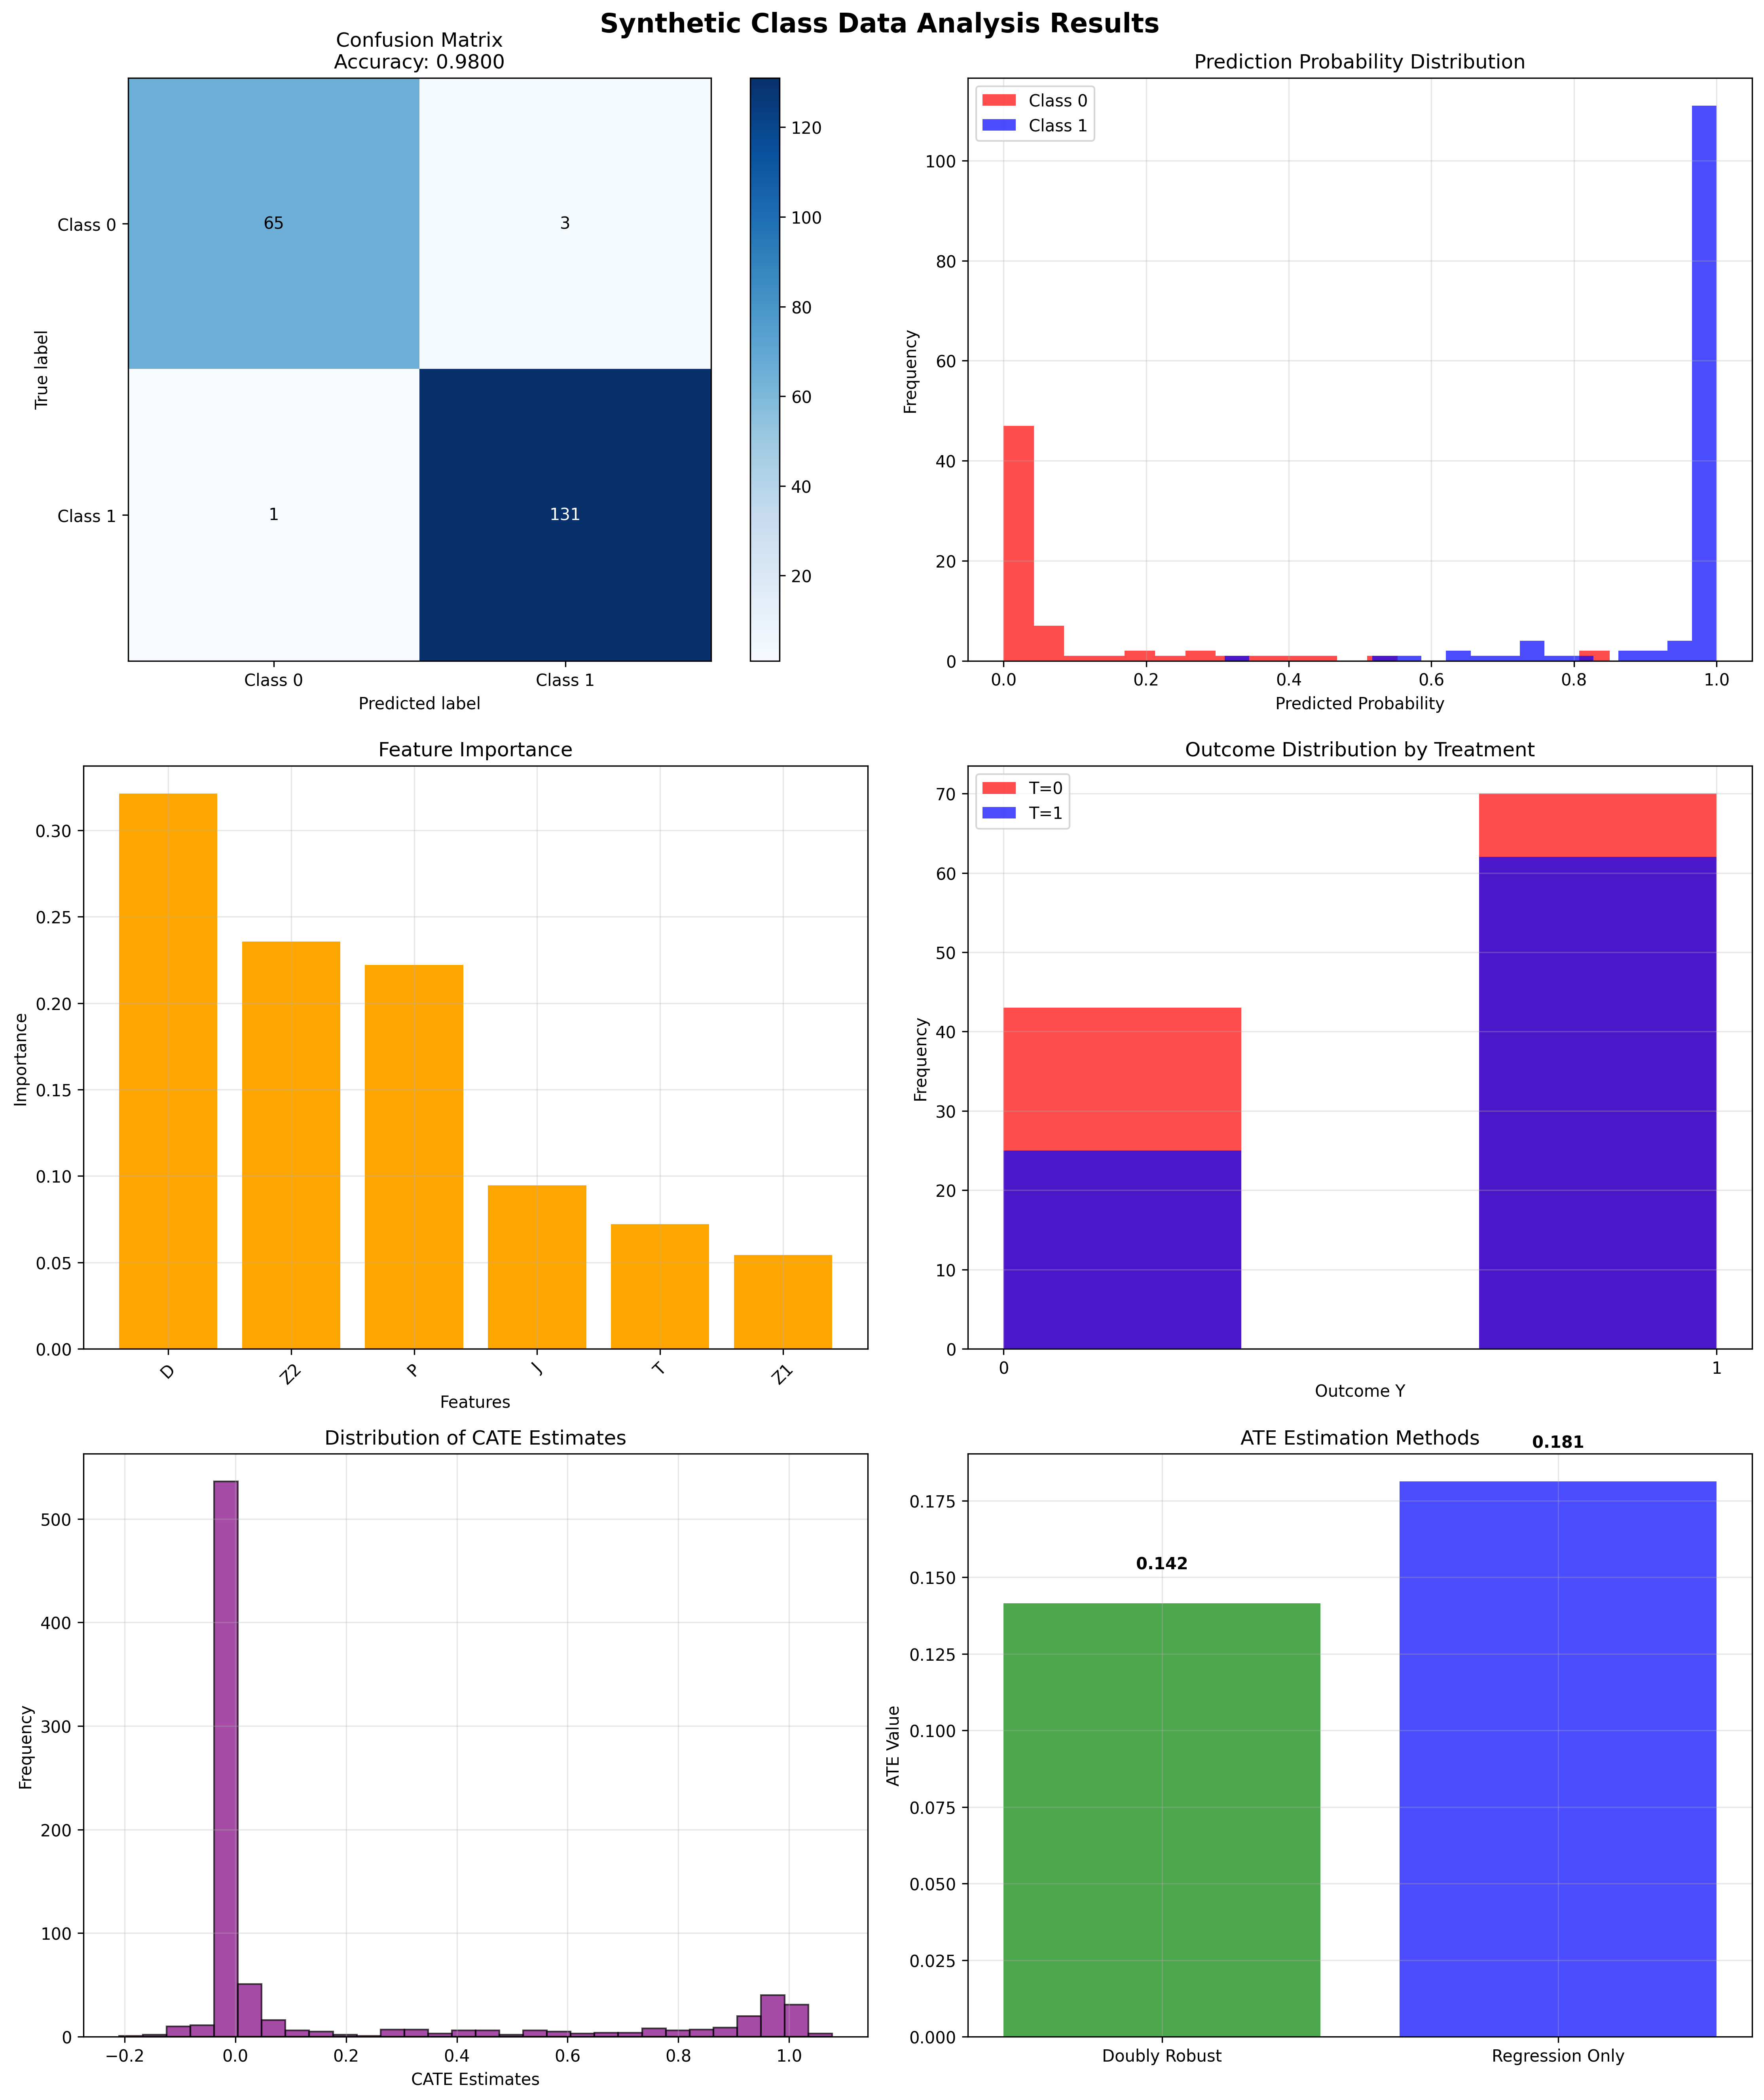 Synthetic Class Data Analysis Results
Confusion Matrix
Accuracy: 0.9800
Class 0
Class 1
True label
65
3
1
131
Class 0
Class 1
Predicted label
120
100
80
60
40
20
Prediction Probability Distribution
Class 0
Class 1
Frequency
100
80
60
40
20
0
0.0
0.2
0.4
0.6
0.8
1.0
Predicted Probability
Feature Importance
Importance
0.30
0.25
0.20
0.15
0.10
0.05
0.00
D
Z2
P
J
T
Z1
Features
Outcome Distribution by Treatment
T=0
T=1
Frequency
70
60
50
40
30
20
10
0
0
1
Outcome Y
Distribution of CATE Estimates
Frequency
500
400
300
200
100
0
−0.2
0.0
0.2
0.4
0.6
0.8
1.0
CATE Estimates
ATE Estimation Methods
0.181
0.142
ATE Value
0.175
0.150
0.125
0.100
0.075
0.050
0.025
0.000
Doubly Robust
Regression Only